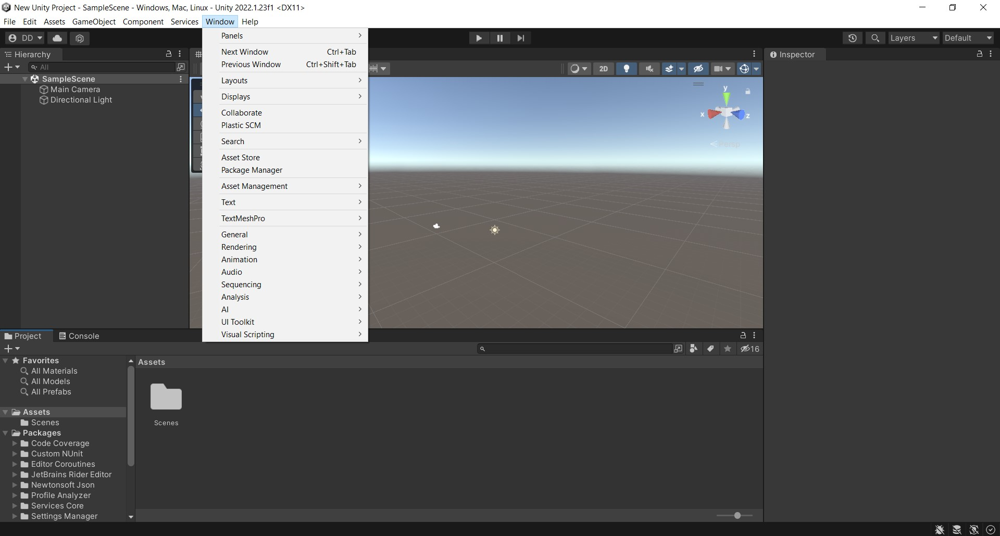 New Unity Project - SampleScene - Windows, Mac, Linux - Unity 2022.1.23f1 <DX11>
File Edit Assets GameObject Component Services Window Help
DD
Layers
Default
Hierarchy
All
SampleScene
Main Camera
Directional Light
Panels
Next Window Ctrl+Tab
Previous Window Ctrl+Shift+Tab
Layouts
Displays
Collaborate
Plastic SCM
Search
Asset Store
Package Manager
Asset Management
Text
TextMeshPro
General
Rendering
Animation
Audio
Sequencing
Analysis
AI
UI Toolkit
Visual Scripting
2D
y
x
z
Persp
Inspector
Project
Console
16
Favorites
All Materials
All Models
All Prefabs
Assets
Scenes
Packages
Code Coverage
Custom NUnit
Editor Coroutines
JetBrains Rider Editor
Newtonsoft Json
Profile Analyzer
Services Core
Settings Manager
Assets
Scenes